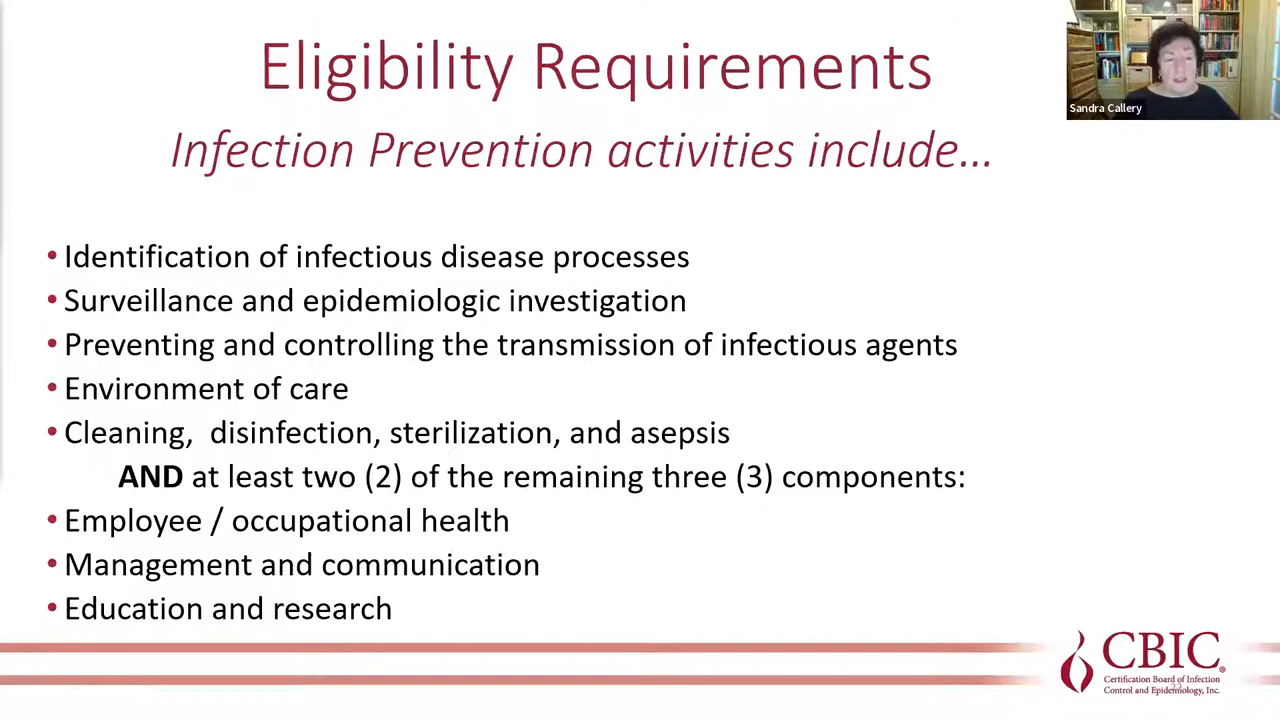 Eligibility Requirements
Sandra Callery
Infection Prevention activities include...
• Identification of infectious disease processes
• Surveillance and epidemiologic investigation
• Preventing and controlling the transmission of infectious agents
• Environment of care
• Cleaning, disinfection, sterilization, and asepsis
AND at least two (2) of the remaining three (3) components:
• Employee / occupational health
• Management and communication
• Education and research
CBIC®
Certification Board of Infection
Control and Epidemiology, Inc.